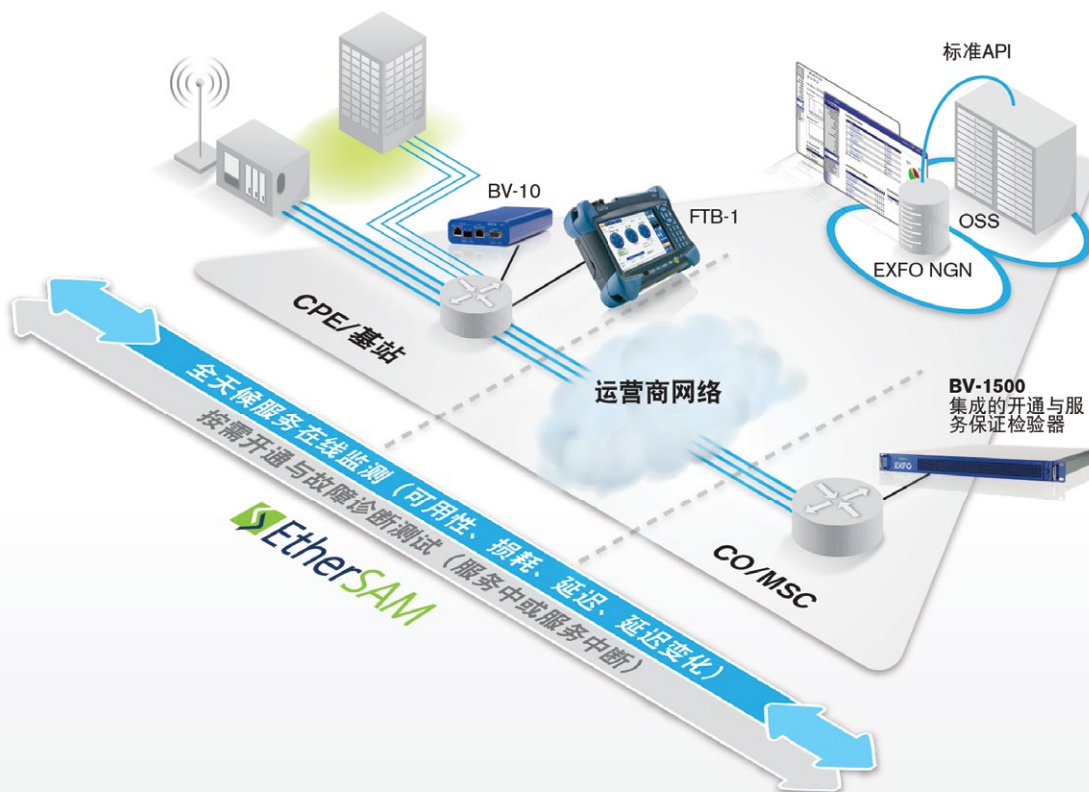 标准API
BV-10
FTB-1
OSS
EXFO NGN
CPE/基站
运营商网络
BV-1500
集成的开通与服
务保证检验器
EXFO
CO/MSC
全天候服务在线监测（可用性、损耗、延迟、延迟变化）
按需开通与故障诊断测试（服务中或服务中断）
EtherSAM